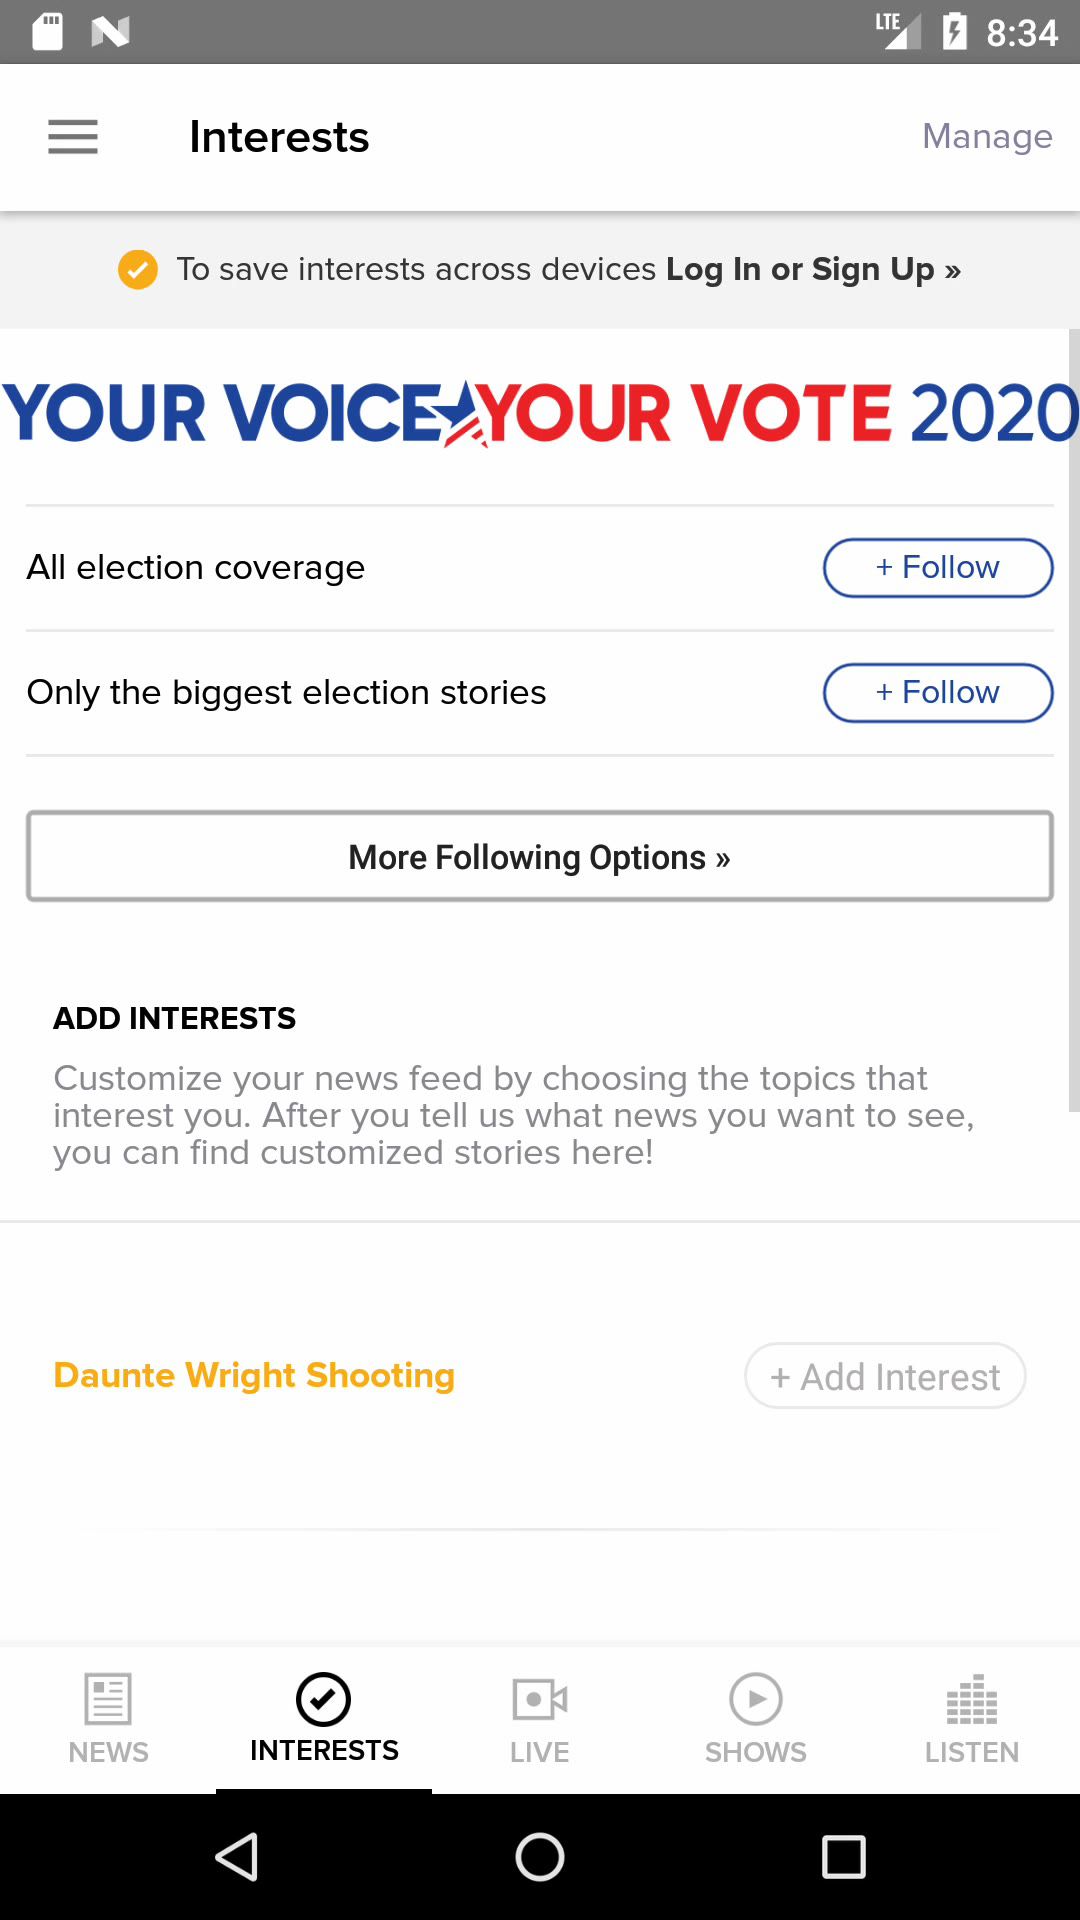 LTE 8:34
Interests
Manage
To save interests across devices Log In or Sign Up »
YOUR VOICE YOUR VOTE 2020
All election coverage
+ Follow
Only the biggest election stories
+ Follow
More Following Options »
ADD INTERESTS
Customize your news feed by choosing the topics that
interest you. After you tell us what news you want to see,
you can find customized stories here!
Daunte Wright Shooting
+ Add Interest
NEWS
INTERESTS
LIVE
SHOWS
LISTEN